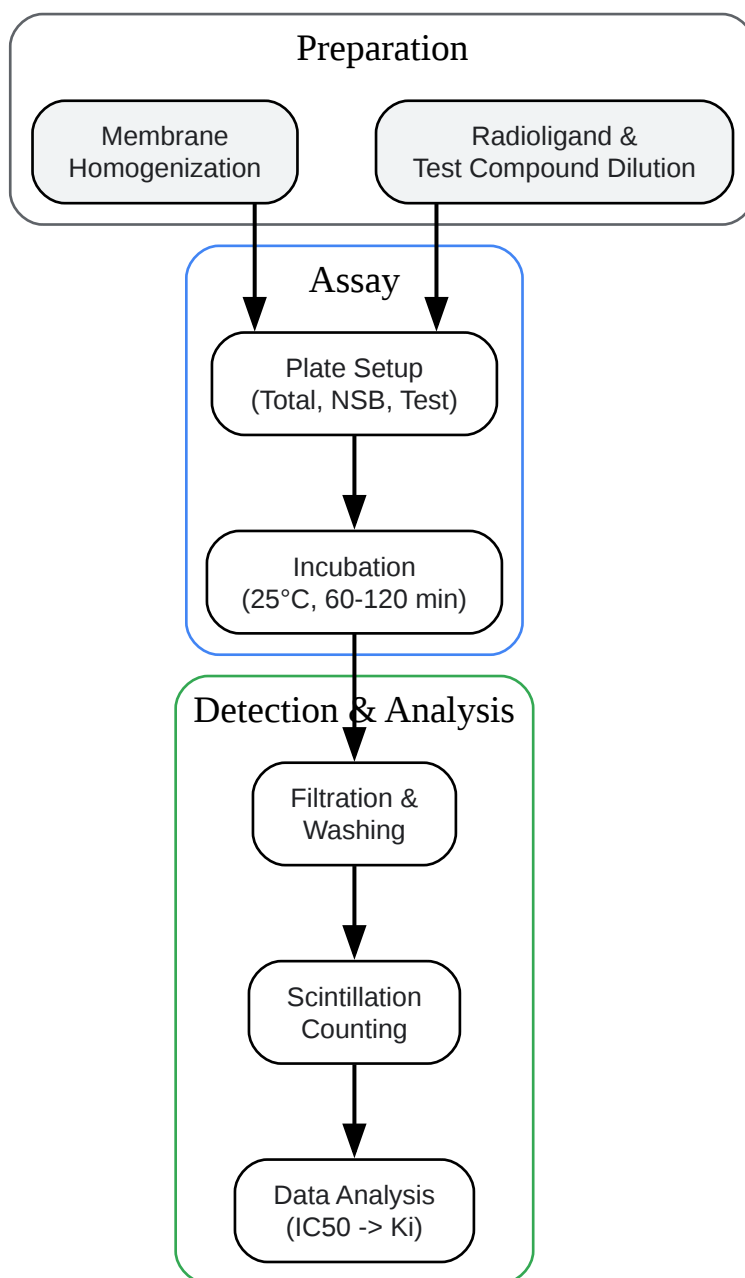 Preparation
Membrane
Homogenization
Radioligand &
Test Compound Dilution
Assay
Plate Setup
(Total, NSB, Test)
Incubation
(25°C, 60-120 min)
Detection & Analysis
Filtration &
Washing
Scintillation
Counting
Data Analysis
(IC50 -> Ki)